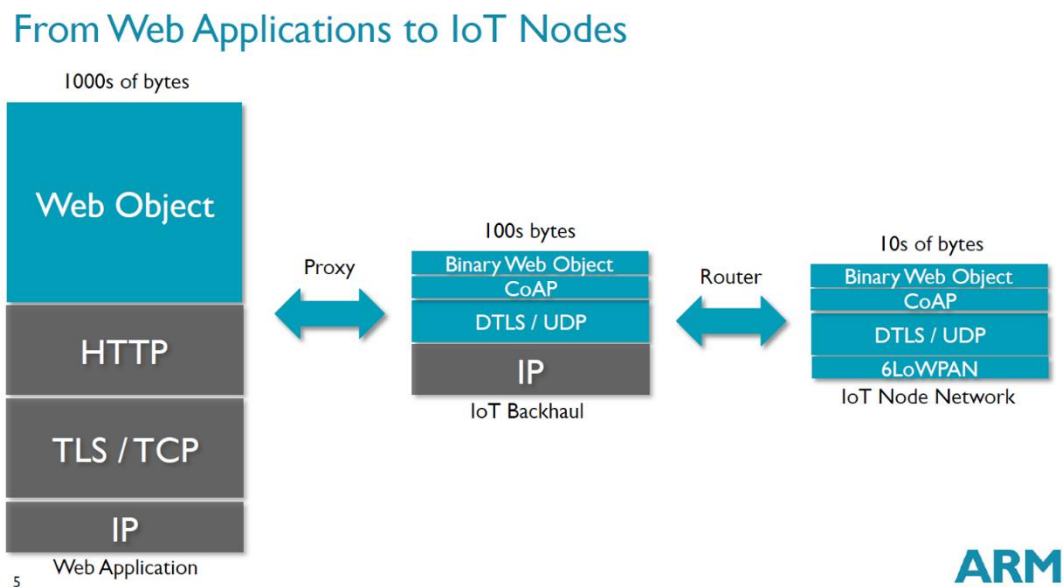 From Web Applications to IoT Nodes
1000s of bytes
Web Object
HTTP
TLS / TCP
IP
Web Application
Proxy
100s bytes
Binary Web Object
CoAP
DTLS / UDP
IP
IoT Backhaul
Router
10s of bytes
Binary Web Object
CoAP
DTLS / UDP
6LoWPAN
IoT Node Network
5
ARM